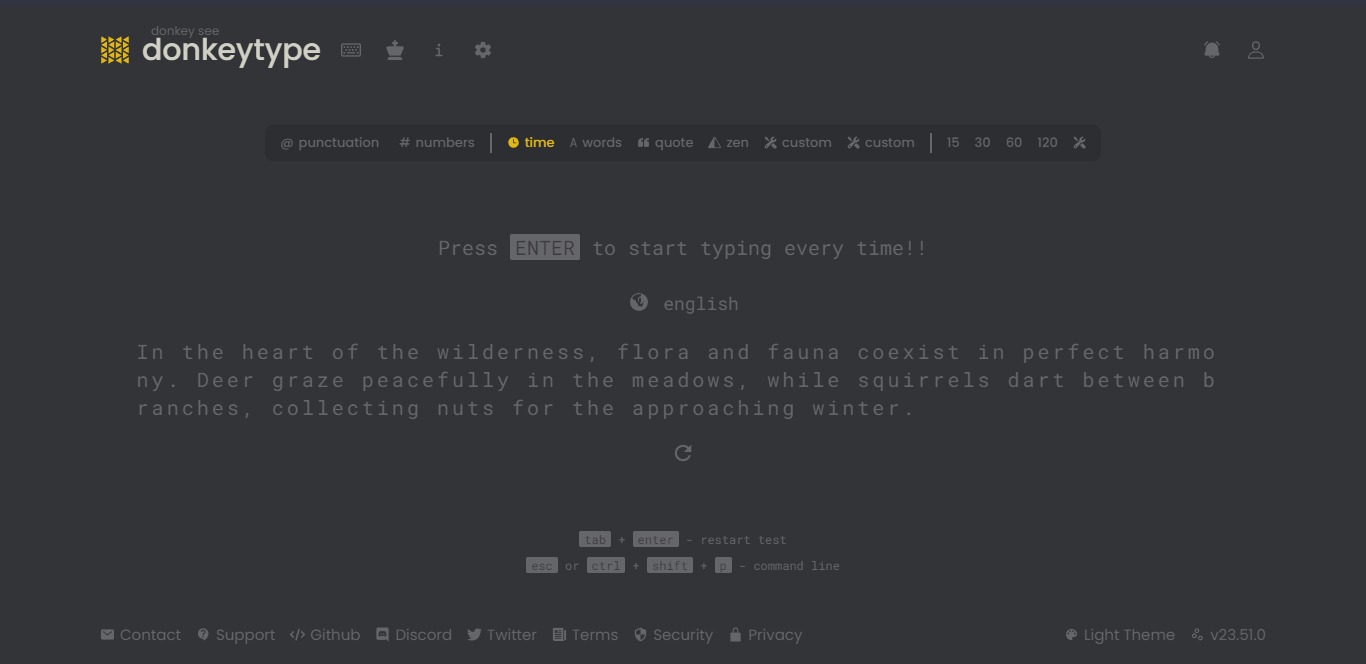 donkey see
donkeytype
@ punctuation # numbers time A words quote zen custom custom 15 30 60 120
Press ENTER to start typing every time!!
english
In the heart of the wilderness, flora and fauna coexist in perfect harmo
ny. Deer graze peacefully in the meadows, while squirrels dart between b
ranches, collecting nuts for the approaching winter.
tab + enter - restart test
esc or ctrl + shift + p - command line
Contact Support Github Discord Twitter Terms Security Privacy Light Theme v23.51.0